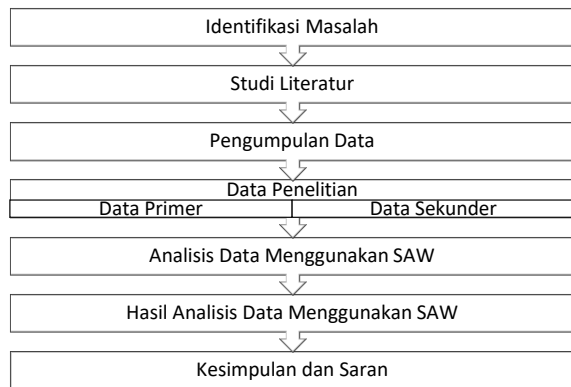 Identifikasi Masalah
Studi Literatur
Pengumpulan Data
Data Penelitian
Data Primer
Data Sekunder
Analisis Data Menggunakan SAW
Hasil Analisis Data Menggunakan SAW
Kesimpulan dan Saran